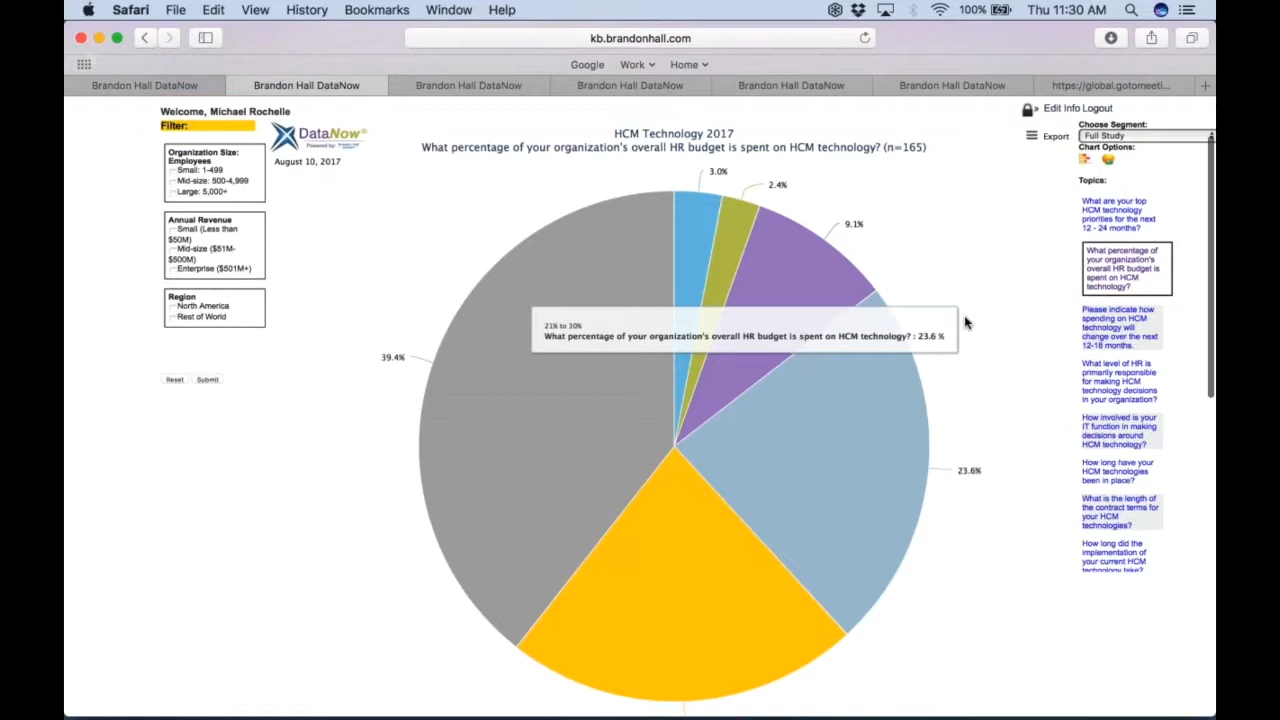 Safari File Edit View History Bookmarks Window Help 100% Thu 11:30 AM
kb.brandonhall.com
Google Work Home
Brandon Hall DataNow Brandon Hall DataNow Brandon Hall DataNow Brandon Hall DataNow Brandon Hall DataNow Brandon Hall DataNow https://global.gotomeeti...
Welcome, Michael Rochelle
Filter:
Organization Size:
Employees
Small: 1-499
Mid-size: 500-4,999
Large: 5,000+
Annual Revenue
Small (Less than
$50M)
Mid-size ($51M-
$500M)
Enterprise ($501M+)
Region
North America
Rest of World
Reset Submit
DataNow
Powered by:
August 10, 2017
HCM Technology 2017
What percentage of your organization's overall HR budget is spent on HCM technology? (n=165)
3.0%
2.4%
9.1%
21% to 30%
What percentage of your organization's overall HR budget is spent on HCM technology? : 23.6 %
39.4%
23.6%
Edit Info Logout
Export
Choose Segment:
Full Study
Chart Options:
Topics:
What are your top
HCM technology
priorities for the next
12 - 24 months?
What percentage of
your organization's
overall HR budget is
spent on HCM
technology?
Please indicate how
spending on HCM
technology will
change over the next
12-18 months.
What level of HR is
primarily responsible
for making HCM
technology decisions
in your organization?
How involved is your
IT function in making
decisions around
HCM technology?
How long have your
HCM technologies
been in place?
What is the length of
the contract terms for
your HCM
technologies?
How long did the
implementation of
your current HCM
technology take?